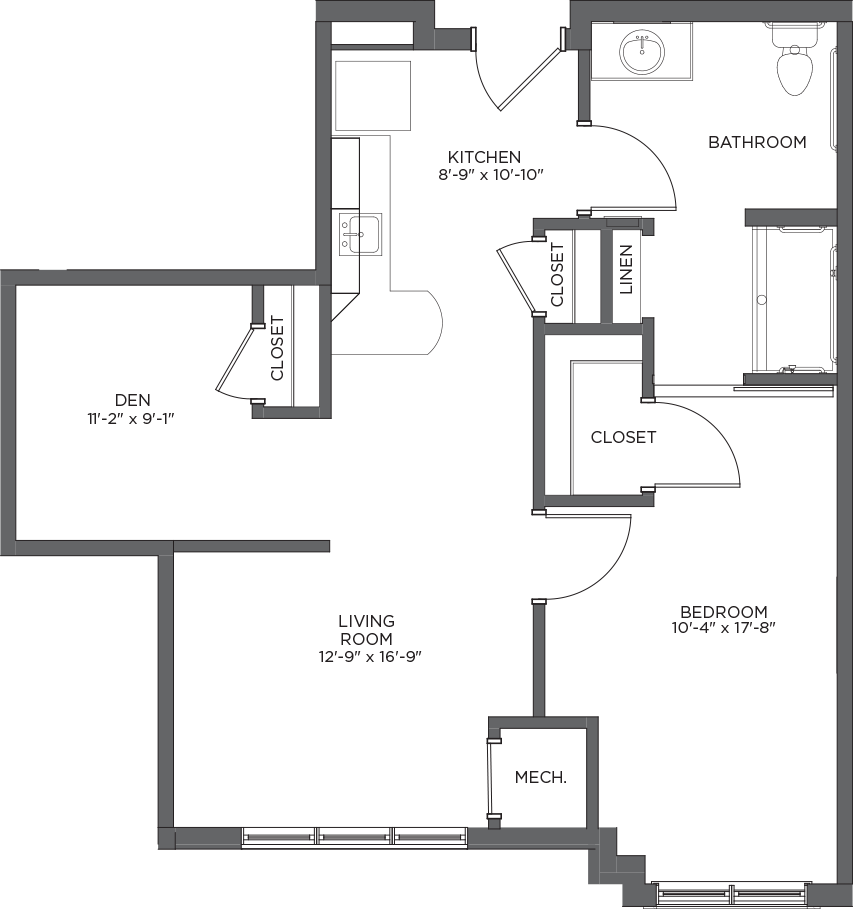 BATHROOM
KITCHEN
8'-9" x 10'-10"
CLOSET
LINEN
CLOSET
DEN
11'-2" x 9'-1"
CLOSET
BEDROOM
10'-4" x 17'-8"
LIVING
ROOM
12'-9" x 16'-9"
MECH.